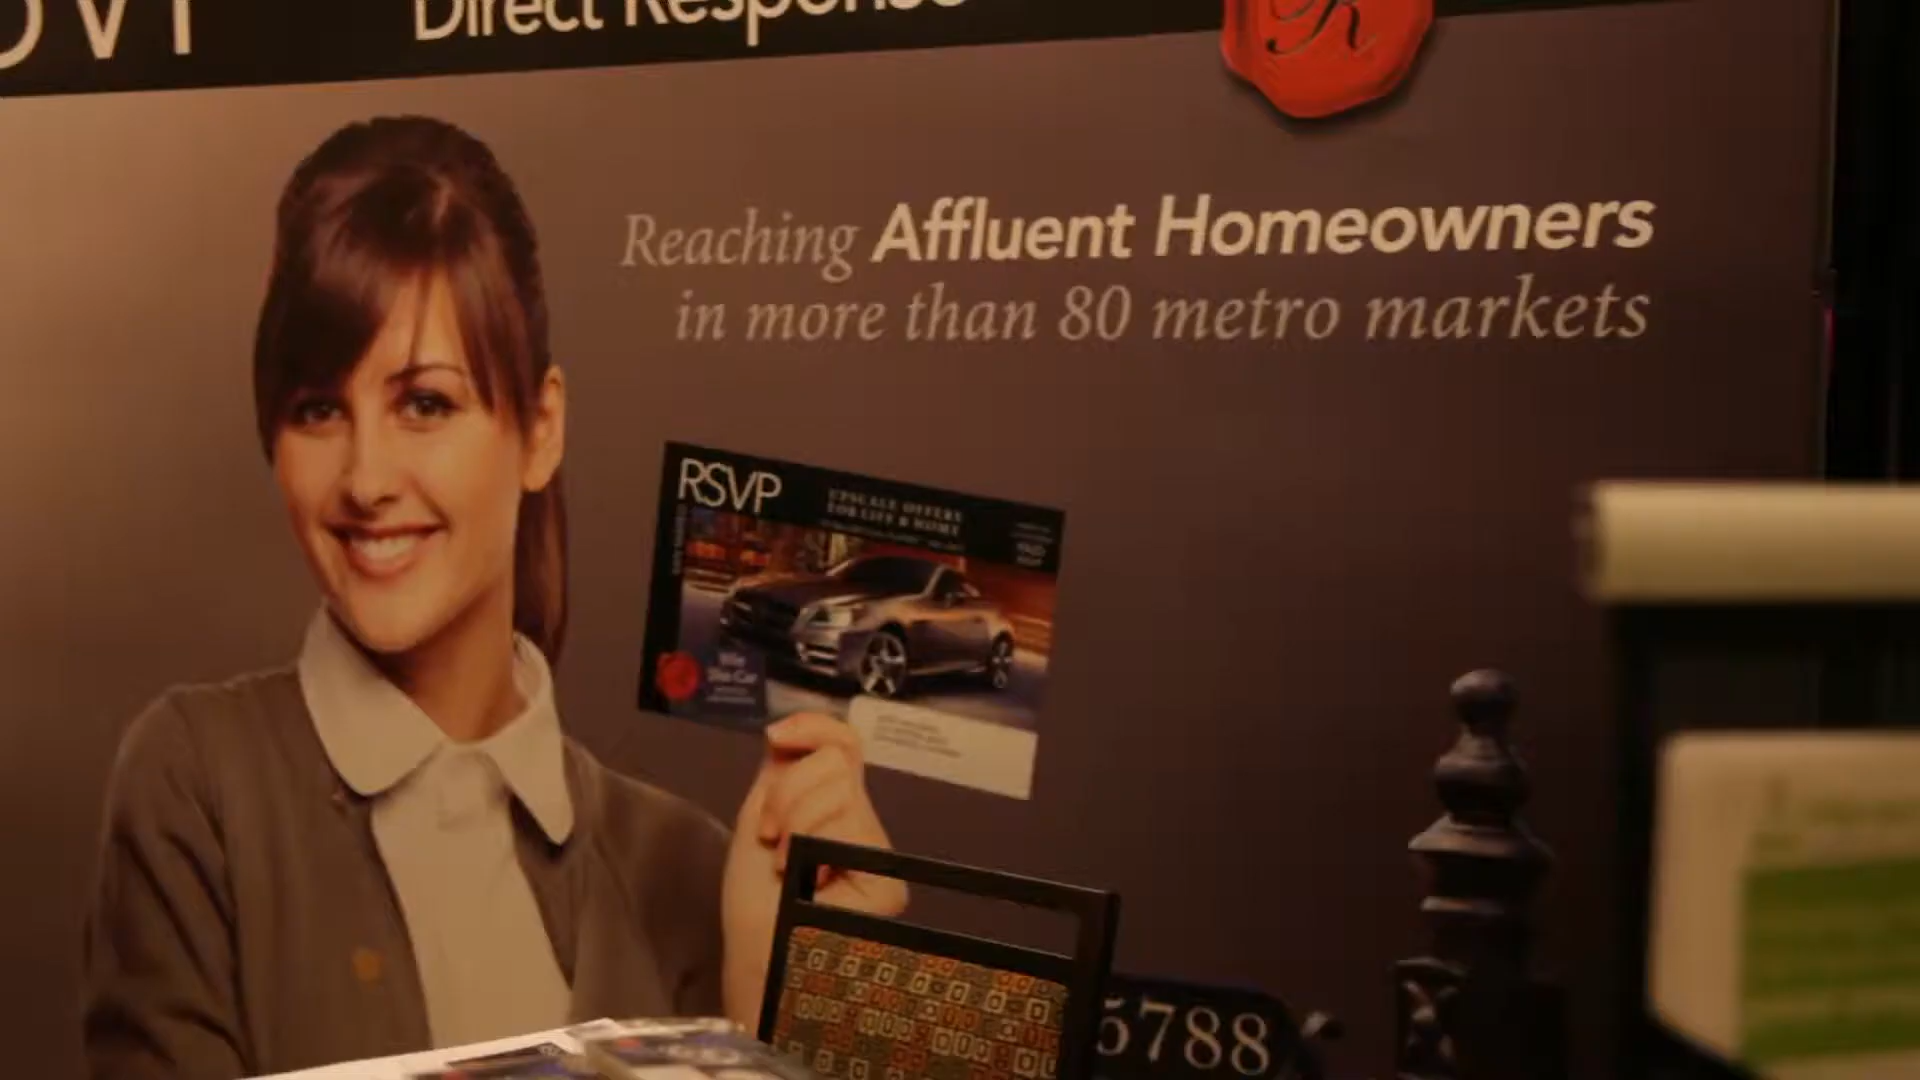 Direct Response
R
Reaching Affluent Homeowners
in more than 80 metro markets
RSVP
UPSCALE OFFERS
FOR LIFE & HOME
5788